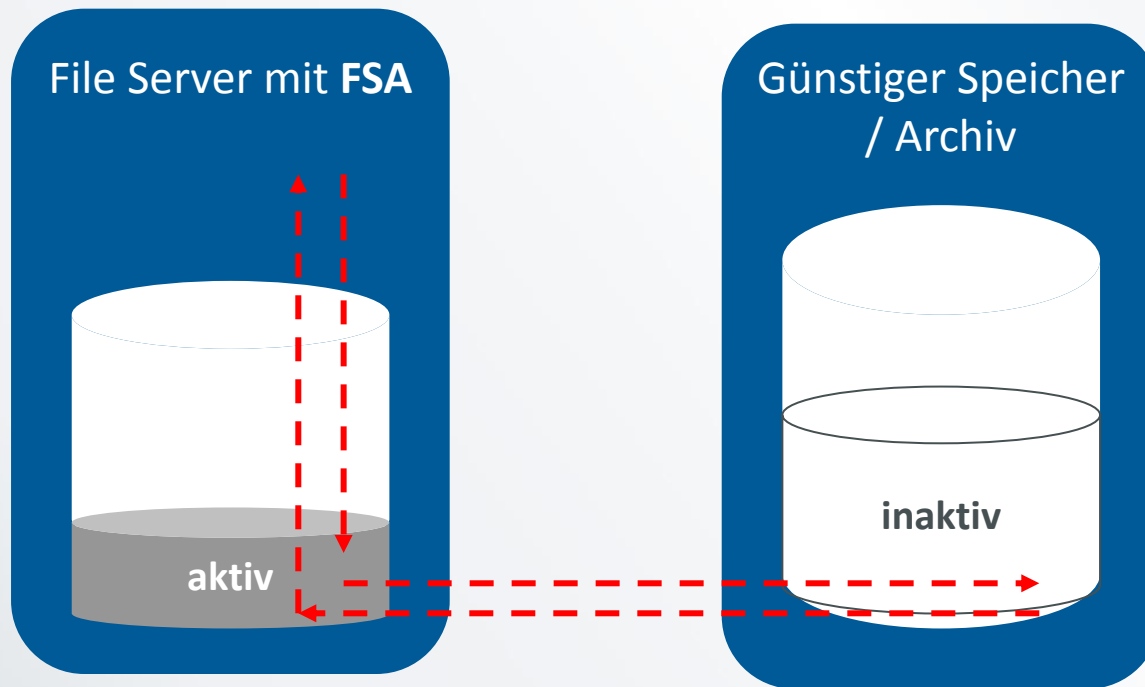 File Server mit FSA
Günstiger Speicher
/ Archiv
aktiv
inaktiv